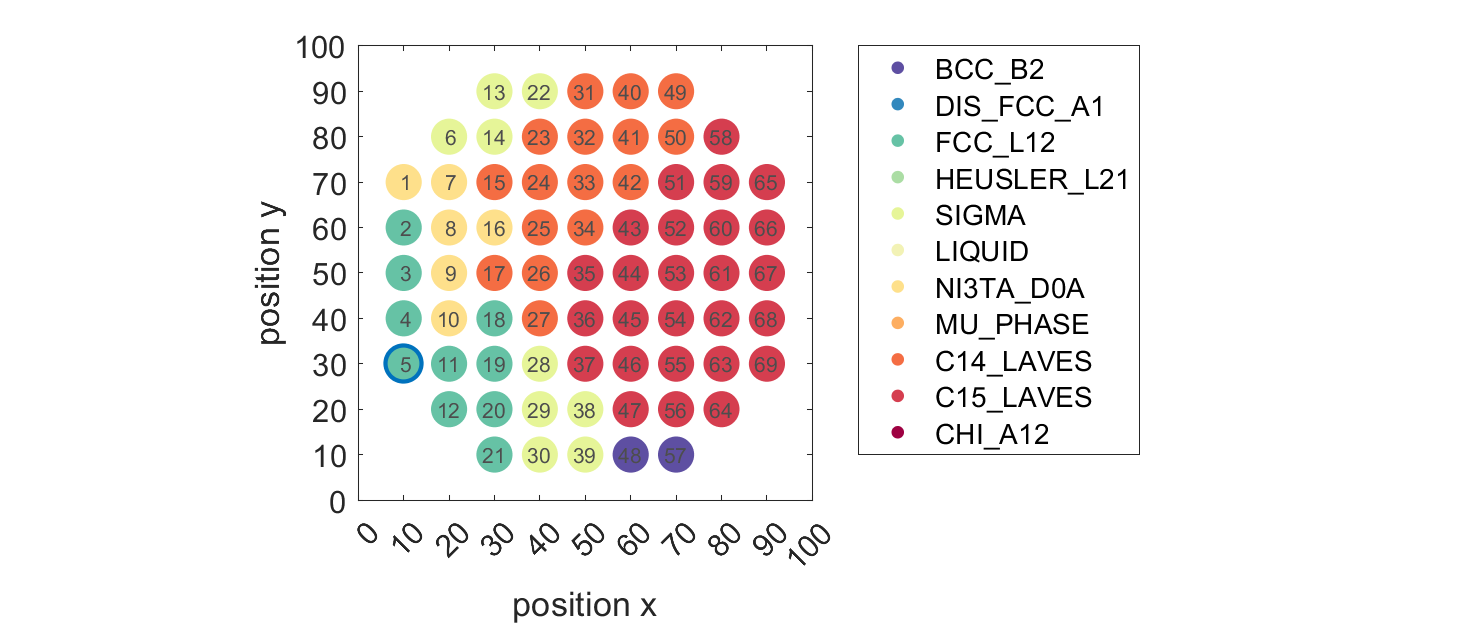 100
90
80
70
60
50
40
30
20
10
0
position y
13 22 31 40 49
6 14 23 32 41 50 58
1 7 15 24 33 42 51 59 65
2 8 16 25 34 43 52 60 66
3 9 17 26 35 44 53 61 67
4 10 18 27 36 45 54 62 68
5 11 19 28 37 46 55 63 69
12 20 29 38 47 56 64
21 30 39 48 57
0 10 20 30 40 50 60 70 80 90 100
position x
BCC_B2
DIS_FCC_A1
FCC_L12
HEUSLER_L21
SIGMA
LIQUID
NI3TA_D0A
MU_PHASE
C14_LAVES
C15_LAVES
CHI_A12